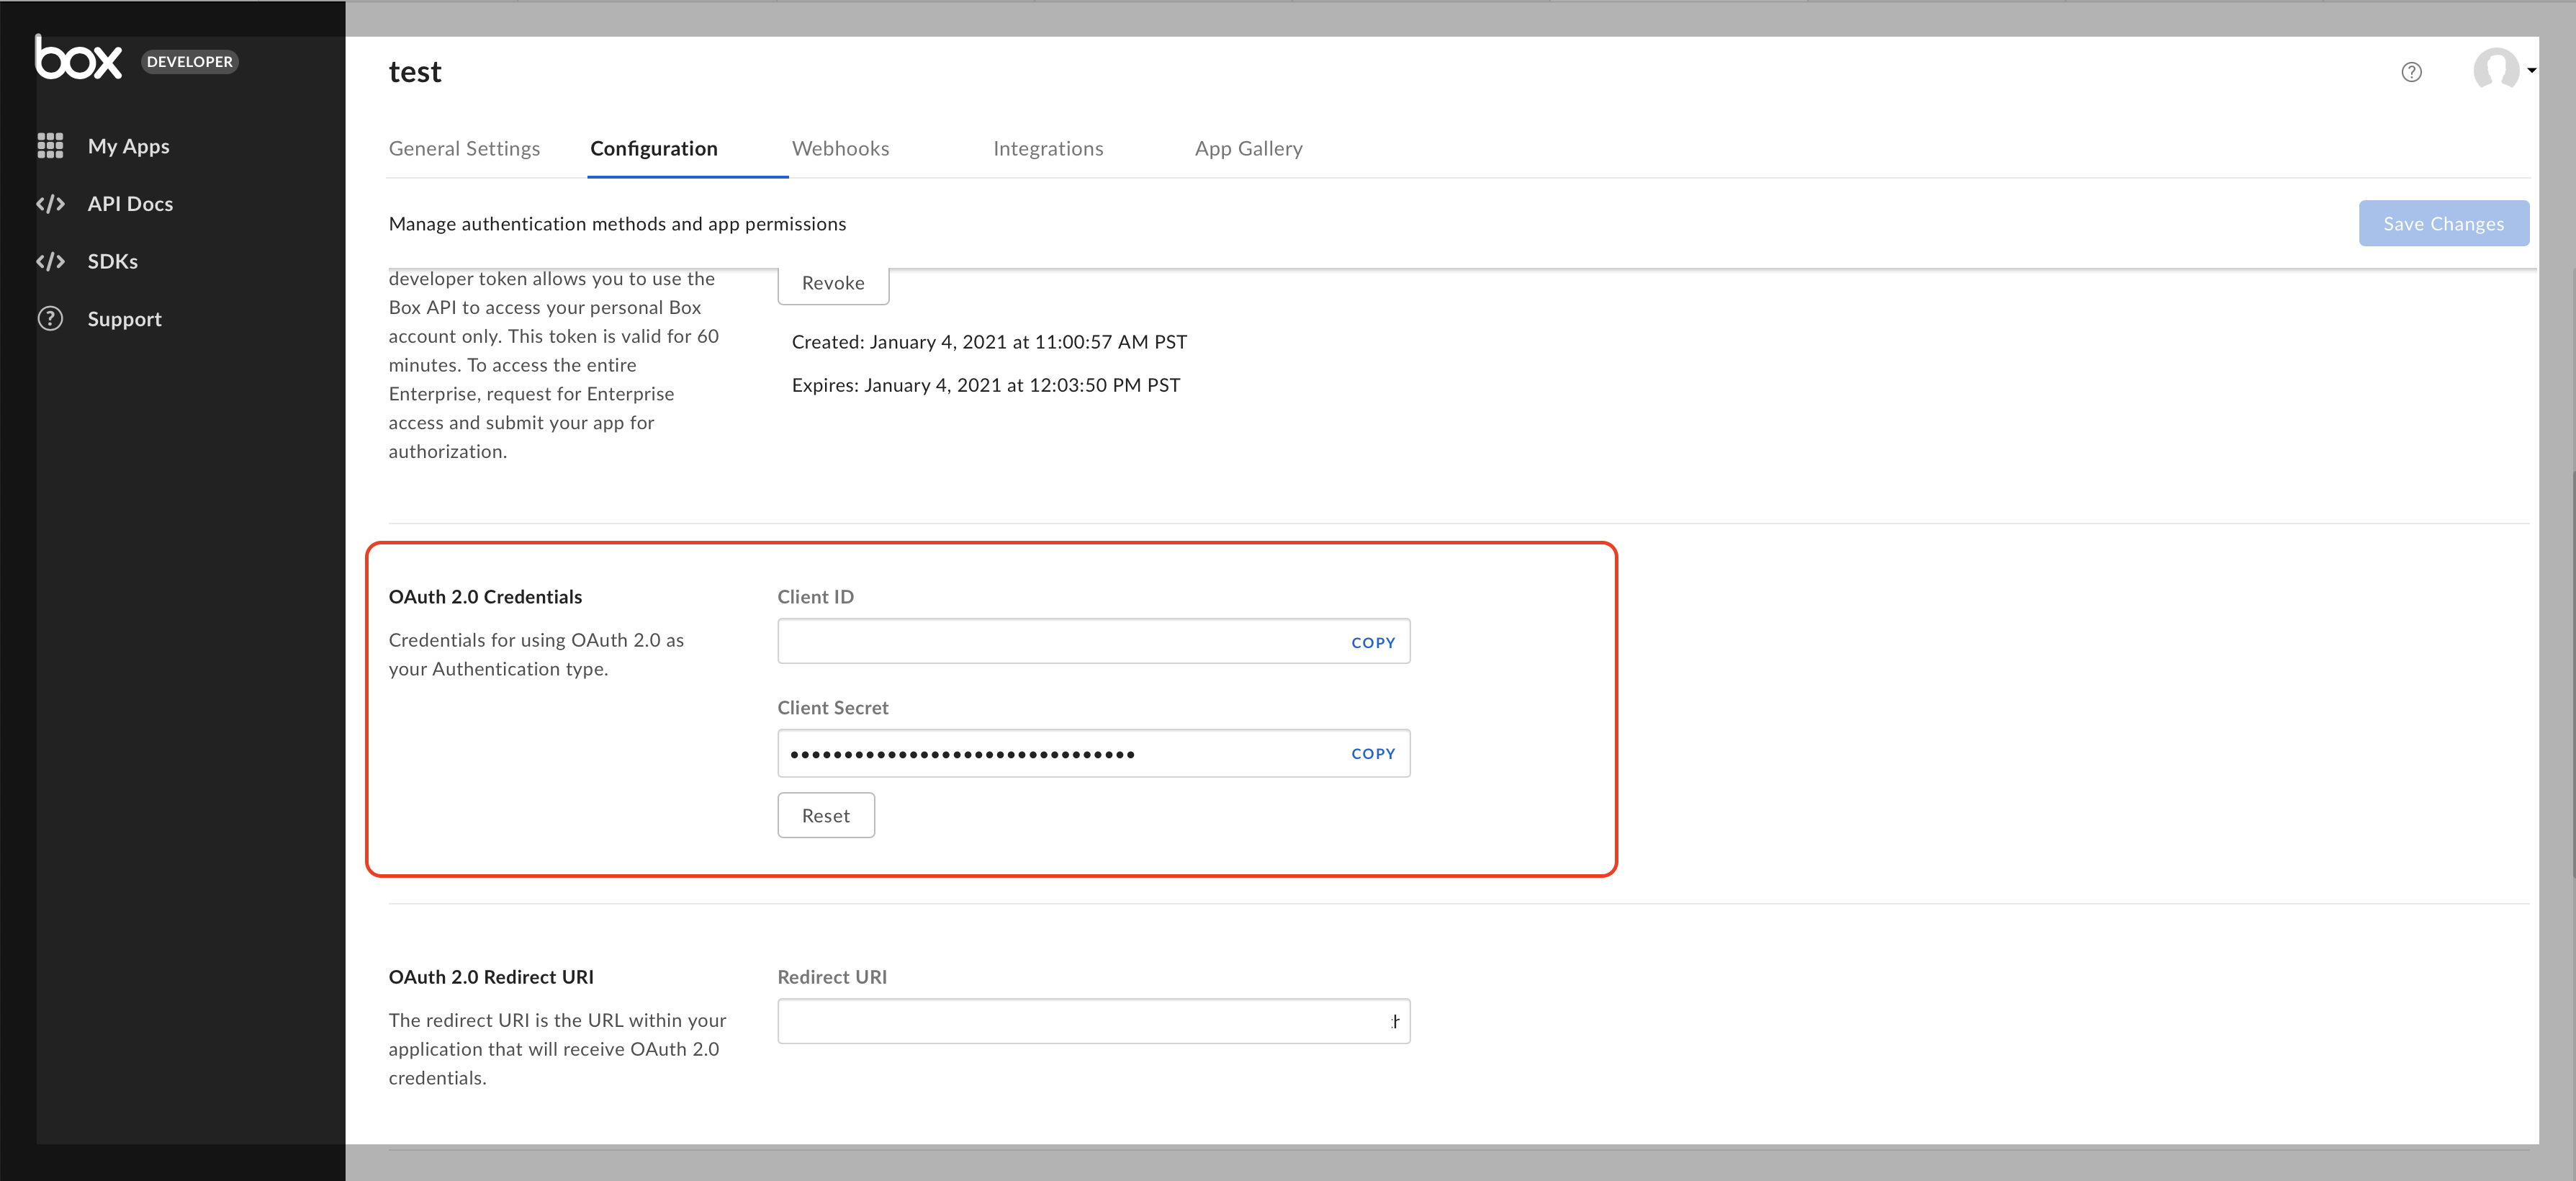 box DEVELOPER
My Apps
API Docs
SDKs
Support
test
General Settings Configuration Webhooks Integrations App Gallery
Manage authentication methods and app permissions
Save Changes
developer token allows you to use the
Box API to access your personal Box
account only. This token is valid for 60
minutes. To access the entire
Enterprise, request for Enterprise
access and submit your app for
authorization.
Revoke
Created: January 4, 2021 at 11:00:57 AM PST
Expires: January 4, 2021 at 12:03:50 PM PST
OAuth 2.0 Credentials
Credentials for using OAuth 2.0 as
your Authentication type.
Client ID
COPY
Client Secret
•••••••••••••••••••••••••••••••• COPY
Reset
OAuth 2.0 Redirect URI
The redirect URI is the URL within your
application that will receive OAuth 2.0
credentials.
Redirect URI